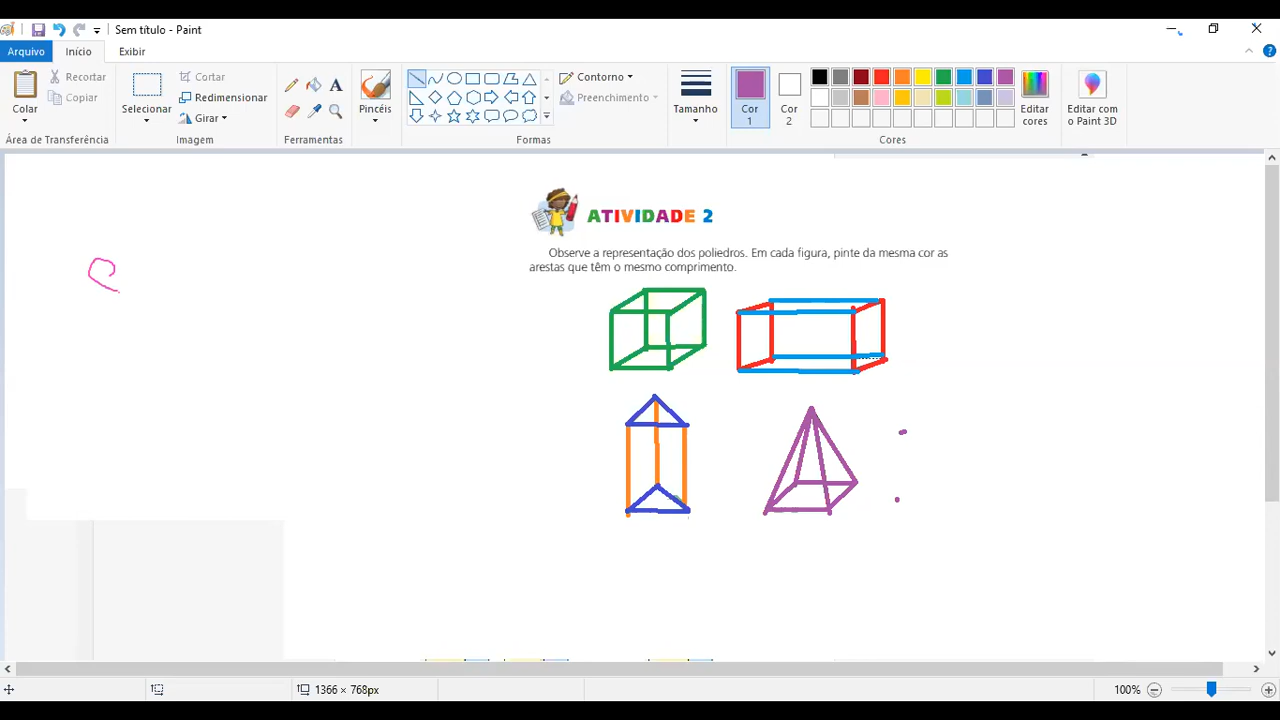 Sem título - Paint
Arquivo Início Exibir
Colar
Recortar
Copiar
Área de Transferência
Selecionar
Cortar
Redimensionar
Girar
Imagem
Ferramentas
Pincéis
Contorno
Preenchimento
Formas
Tamanho
Cor 1
Cor 2
Editar cores
Editar com o Paint 3D
Cores
ATIVIDADE 2
Observe a representação dos poliedros. Em cada figura, pinte da mesma cor as
arestas que têm o mesmo comprimento.
1366 × 768px
100%